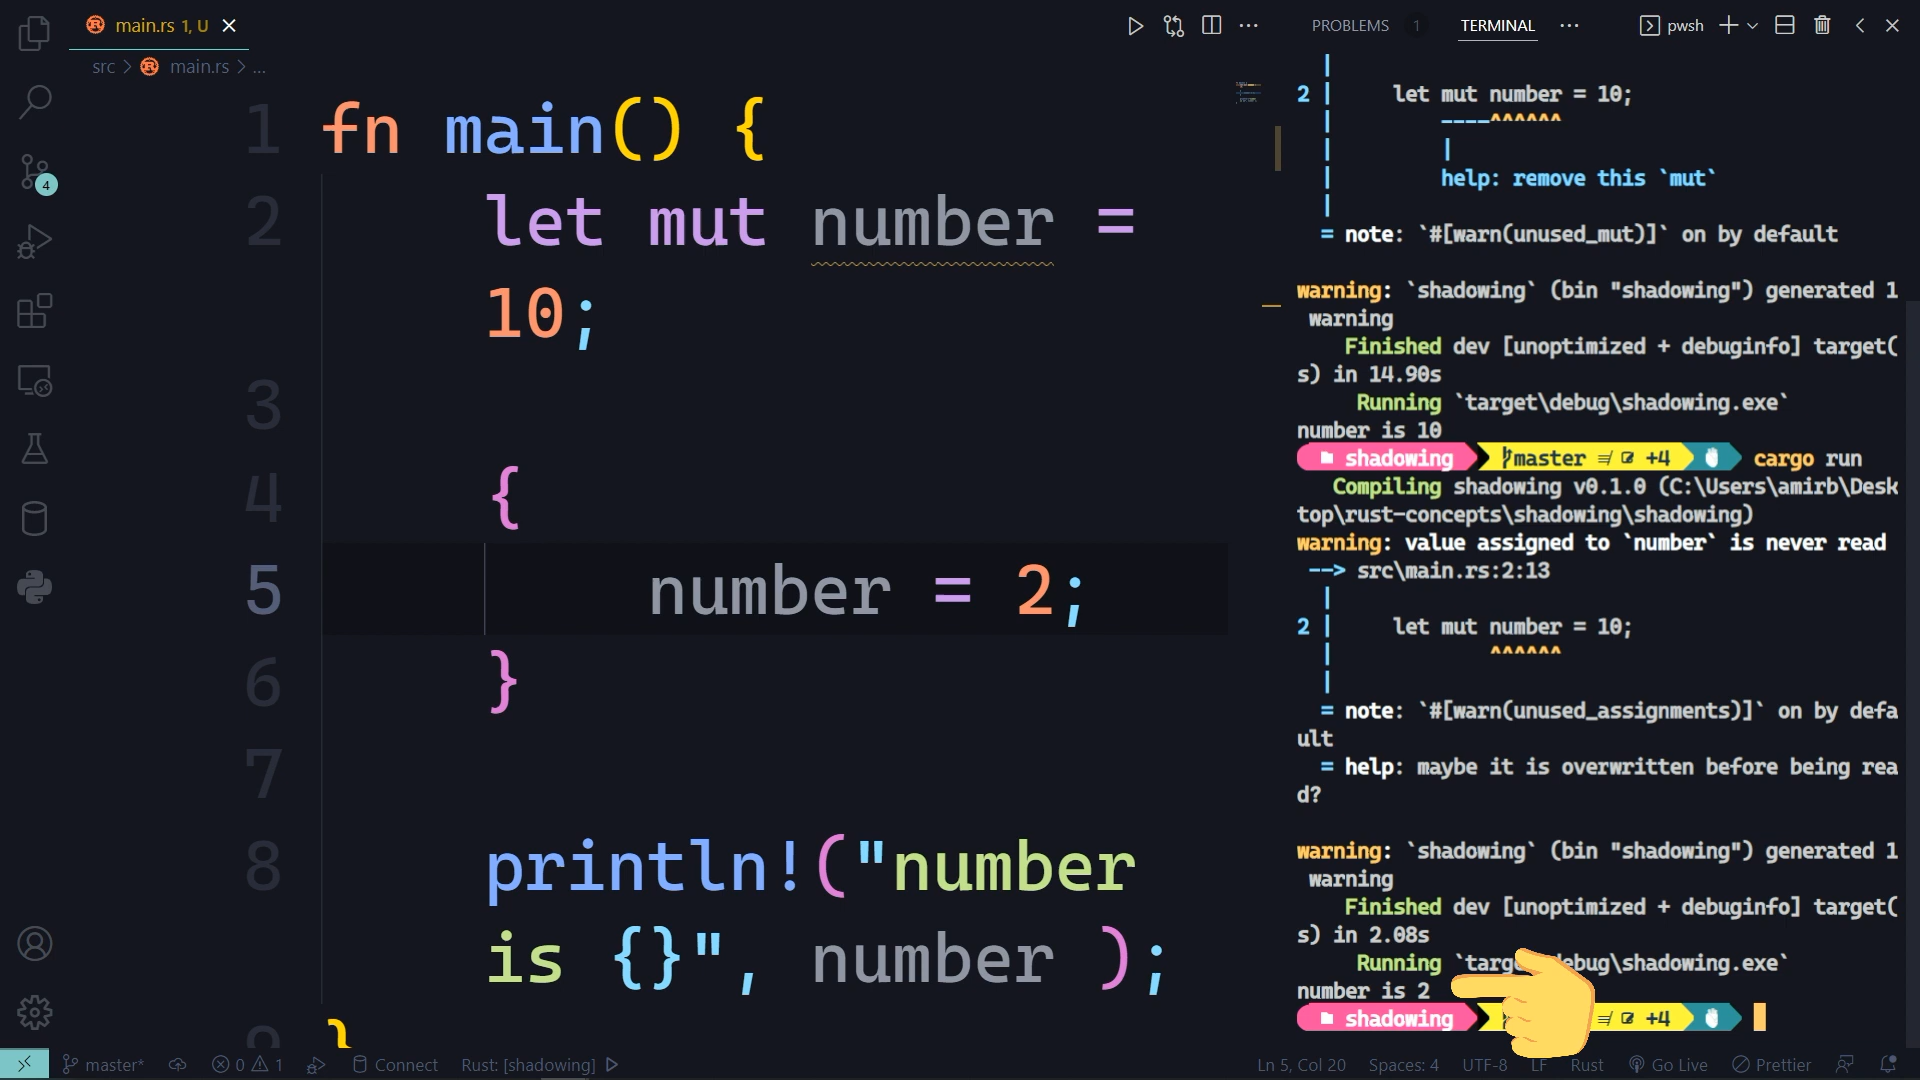 main.rs 1, U
src > main.rs > ...
1 fn main() {
2 let mut number =
10;
3
4 {
5 number = 2;
6 }
7
8 println!("number
is {}", number );
9 }
PROBLEMS 1 TERMINAL ... pwsh
|
2 | let mut number = 10;
| ----^^^^^^
| |
| help: remove this `mut`
|
= note: `#[warn(unused_mut)]` on by default
warning: `shadowing` (bin "shadowing") generated 1
warning
Finished dev [unoptimized + debuginfo] target(
s) in 14.90s
Running `target\debug\shadowing.exe`
number is 10
shadowing master +4 cargo run
Compiling shadowing v0.1.0 (C:\Users\amirb\Desk
top\rust-concepts\shadowing\shadowing)
warning: value assigned to `number` is never read
--> src\main.rs:2:13
|
2 | let mut number = 10;
| ^^^^^^
|
= note: `#[warn(unused_assignments)]` on by defa
ult
= help: maybe it is overwritten before being rea
d?
warning: `shadowing` (bin "shadowing") generated 1
warning
Finished dev [unoptimized + debuginfo] target(
s) in 2.08s
Running `targ ebug\shadowing.exe`
number is 2
shadowing +4
4
master* 0 1 Connect Rust: [shadowing] Ln 5, Col 20 Spaces: 4 UTF-8 LF Rust Go Live Prettier